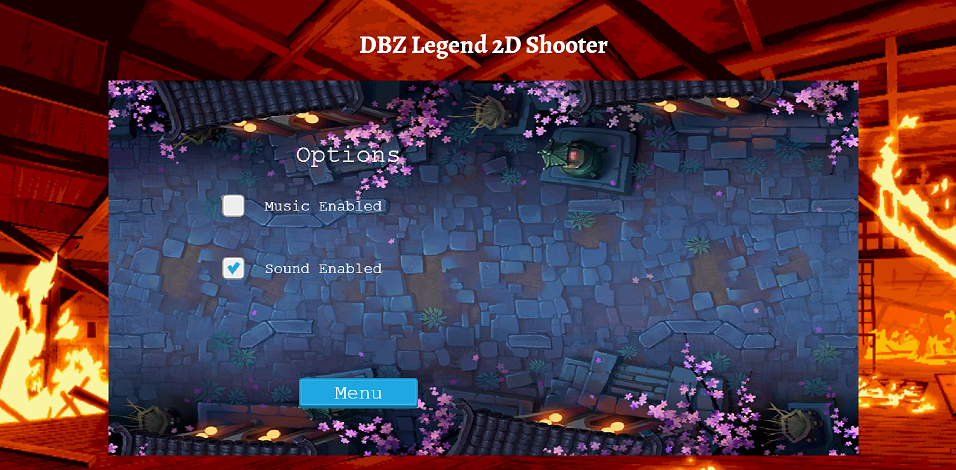 DBZ Legend 2D Shooter
Options
Music Enabled
Sound Enabled
Menu